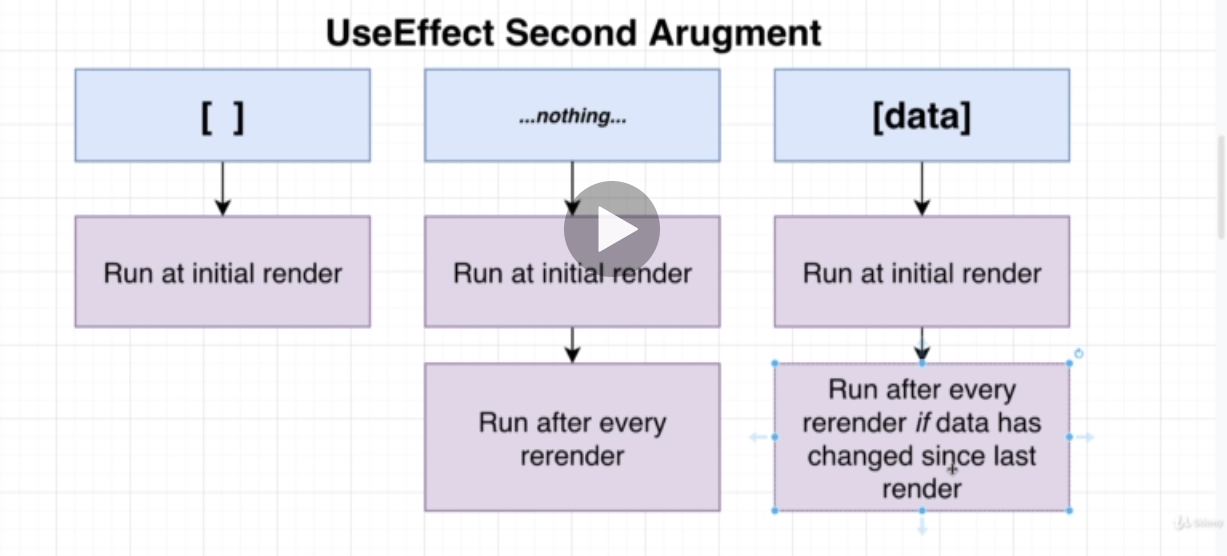 UseEffect Second Arugment
[ ]
...nothing...
[data]
Run at initial render
Run at initial render
Run at initial render
Run after every
rerender
Run after every
rerender if data has
changed since last
render
Udemy